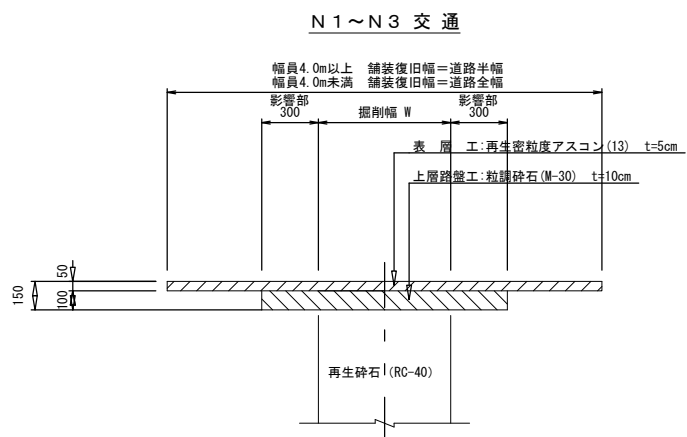 N1～N3 交通
幅員4.0m以上 舗装復旧幅＝道路半幅
幅員4.0m未満 舗装復旧幅＝道路全幅
影響部 掘削幅 W 影響部
300 300
表 層 工:再生密粒度アスコン(13) t=5cm
上層路盤工:粒調砕石(M-30) t=10cm
50
150
100
再生砕石 (RC-40)